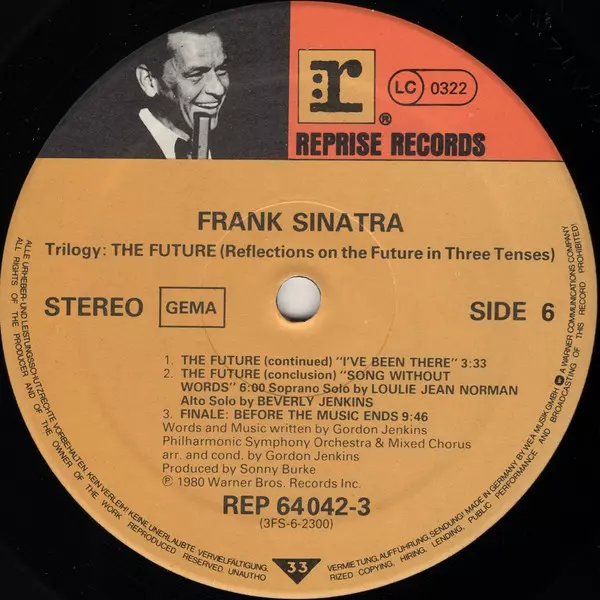 r
®
REPRISE RECORDS
LC 0322
FRANK SINATRA
Trilogy: THE FUTURE (Reflections on the Future in Three Tenses)
STEREO GEMA SIDE 6
1. THE FUTURE (continued) "I'VE BEEN THERE" 3:33
2. THE FUTURE (conclusion) "SONG WITHOUT
WORDS" 6:00 Soprano Solo by LOULIE JEAN NORMAN
Alto Solo by BEVERLY JENKINS
3. FINALE: BEFORE THE MUSIC ENDS 9:46
Words and Music written by Gordon Jenkins
Philharmonic Symphony Orchestra & Mixed Chorus
arr. and cond. by Gordon Jenkins
Produced by Sonny Burke
℗ 1980 Warner Bros. Records Inc.
REP 64 042-3
(3FS-6-2300)
33
ALLE URHEBER- UND LEISTUNGSSCHUTZRECHTE VORBEHALTEN. KEIN VERLEIH! KEINE UNERLAUBTE VERVIELFÄLTIGUNG, VERMIETUNG, AUFFÜHRUNG, SENDUNG! MADE IN GERMANY BY WEA MUSIK GMBH A WARNER COMMUNICATIONS COMPANY
ALL RIGHTS OF THE PRODUCER AND OF THE OWNER OF THE WORK REPRODUCED RESERVED. UNAUTHORIZED COPYING, HIRING, LENDING, PUBLIC PERFORMANCE AND BROADCASTING OF THIS RECORD PROHIBITED!